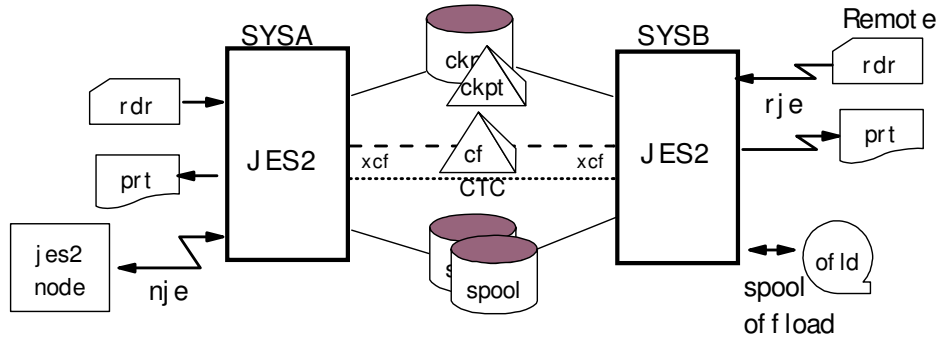 SYSA
SYSB
Remote
rdr
JES2
ckpt
xcf
cf
xcf
CTC
JES2
rdr
rje
prt
prt
jes2
node
nje
spool
ofld
spool
offload